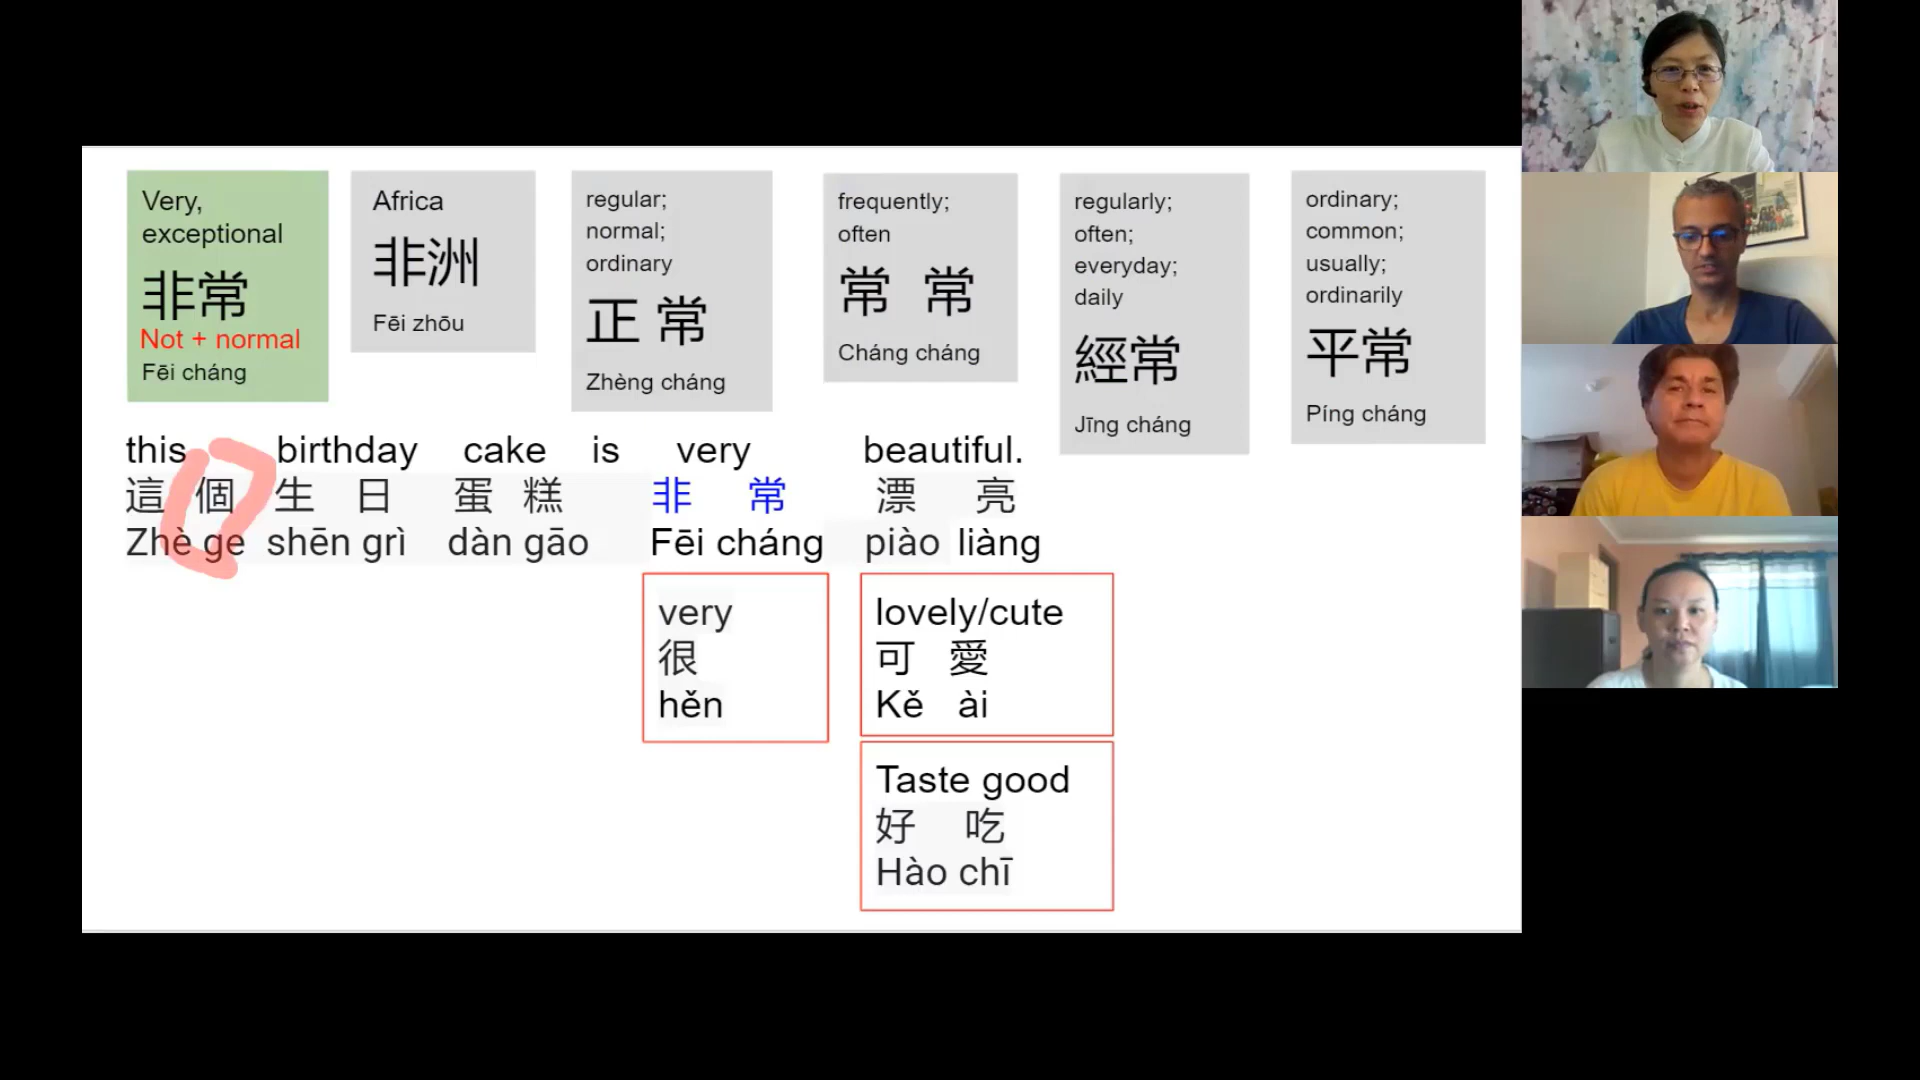 Very,
exceptional
非常
Not + normal
Fēi cháng
Africa
非洲
Fēi zhōu
regular;
normal;
ordinary
正 常
Zhèng cháng
frequently;
often
常 常
Cháng cháng
regularly;
often;
everyday;
daily
經常
Jīng cháng
ordinary;
common;
usually;
ordinarily
平常
Píng cháng
this birthday cake is very beautiful.
這 個 生 日 蛋 糕 非 常 漂 亮
Zhè ge shēn grì dàn gāo Fēi cháng piào liàng
very
很
hěn
lovely/cute
可 愛
Kě ài
Taste good
好 吃
Hào chī